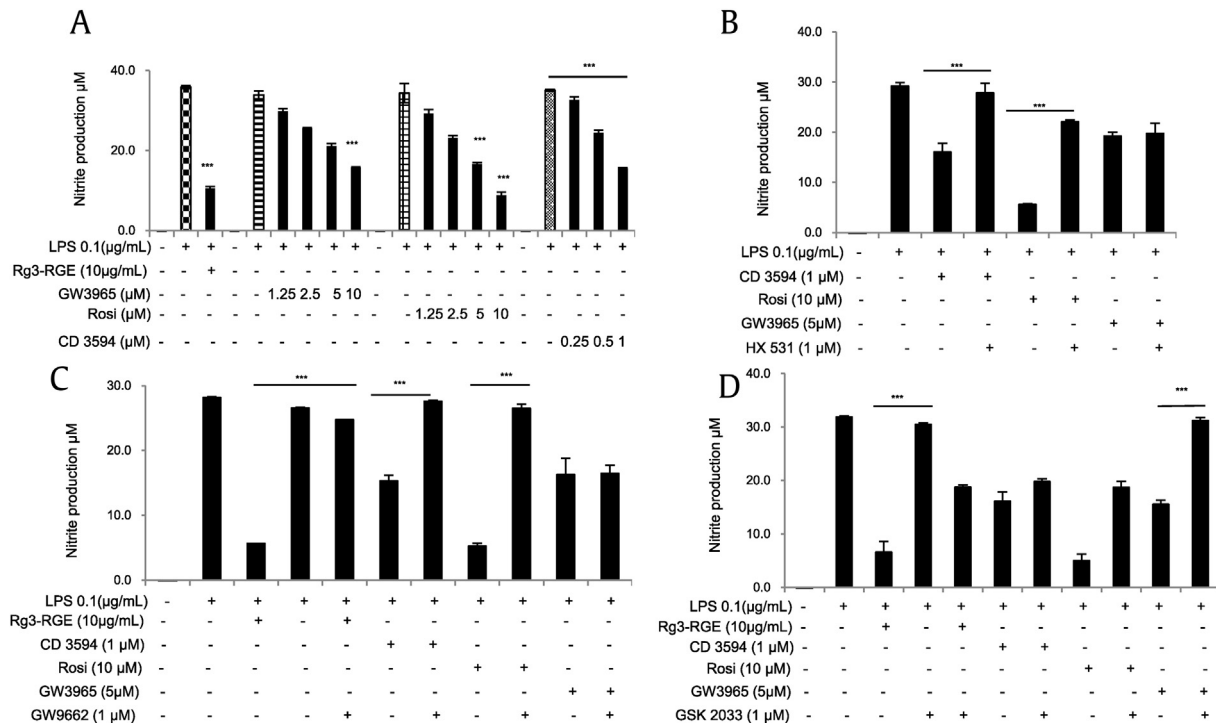 A
Nitrite production µM
40.0
20.0
0.0
*** *** *** *** ***
LPS 0.1(µg/mL) - + + - + + + + + - + + + + + - + + + +
Rg3-RGE (10µg/mL) - - + - - - - - - - - - - - - - - - - -
GW3965 (µM) - - - - - 1.25 2.5 5 10 - - - - - - - - - - -
Rosi (µM) - - - - - - - - - - - 1.25 2.5 5 10 - - - - -
CD 3594 (µM) - - - - - - - - - - - - - - - - - 0.25 0.5 1
B
Nitrite production µM
40.0
30.0
20.0
10.0
0.0
*** ***
LPS 0.1(µg/mL) - + + + + + + +
CD 3594 (1 µM) - - + + - - - -
Rosi (10 µM) - - - - + + - -
GW3965 (5µM) - - - - - - + +
HX 531 (1 µM) - - - + - + - +
C
Nitrite production µM
30.0
20.0
10.0
0.0
*** *** ***
LPS 0.1(µg/mL) - + + + + + + + + + +
Rg3-RGE (10µg/mL) - - + - + - - - - - -
CD 3594 (1 µM) - - - - - + + - - - -
Rosi (10 µM) - - - - - - - + + - -
GW3965 (5µM) - - - - - - - - - + +
GW9662 (1 µM) - - - - + - + - + - +
D
Nitrite production µM
40.0
30.0
20.0
10.0
0.0
*** ***
LPS 0.1(µg/mL) - + + + + + + + + + +
Rg3-RGE (10µg/mL) - - + - + - - - - - -
CD 3594 (1 µM) - - - - - + + - - - -
Rosi (10 µM) - - - - - - - + + - -
GW3965 (5µM) - - - - - - - - - + +
GSK 2033 (1 µM) - - - + + - + - + - +